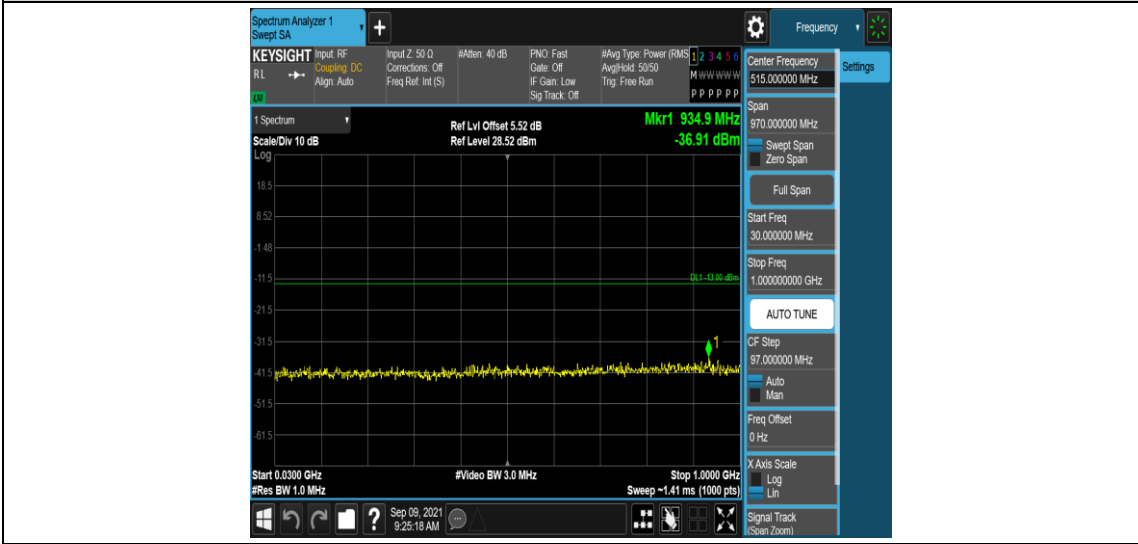 Spectrum Analyzer 1
Swept SA
+
Frequency
KEYSIGHT
RL
LNI
Input: RF
Coupling: DC
Align: Auto
Input Z: 50 Ω
Corrections: Off
Freq Ref: Int (S)
#Atten: 40 dB
PNO: Fast
Gate: Off
IF Gain: Low
Sig Track: Off
#Avg Type: Power (RMS
Avg|Hold: 50/50
Trig: Free Run
1 2 3 4 5 6
M W W W W W
P P P P P P
1 Spectrum
Scale/Div 10 dB
Log
Ref Lvl Offset 5.52 dB
Ref Level 28.52 dBm
Mkr1 934.9 MHz
-36.91 dBm
18.5
8.52
-1.48
-11.5
DL1 -13.00 dBm
-21.5
-31.5
1
-41.5
-51.5
-61.5
Start 0.0300 GHz
#Res BW 1.0 MHz
#Video BW 3.0 MHz
Stop 1.0000 GHz
Sweep ~1.41 ms (1000 pts)
?
Sep 09, 2021
9:25:18 AM
Center Frequency
515.000000 MHz
Settings
Span
970.000000 MHz
Swept Span
Zero Span
Full Span
Start Freq
30.000000 MHz
Stop Freq
1.000000000 GHz
AUTO TUNE
CF Step
97.000000 MHz
Auto
Man
Freq Offset
0 Hz
X Axis Scale
Log
Lin
Signal Track
(Span Zoom)